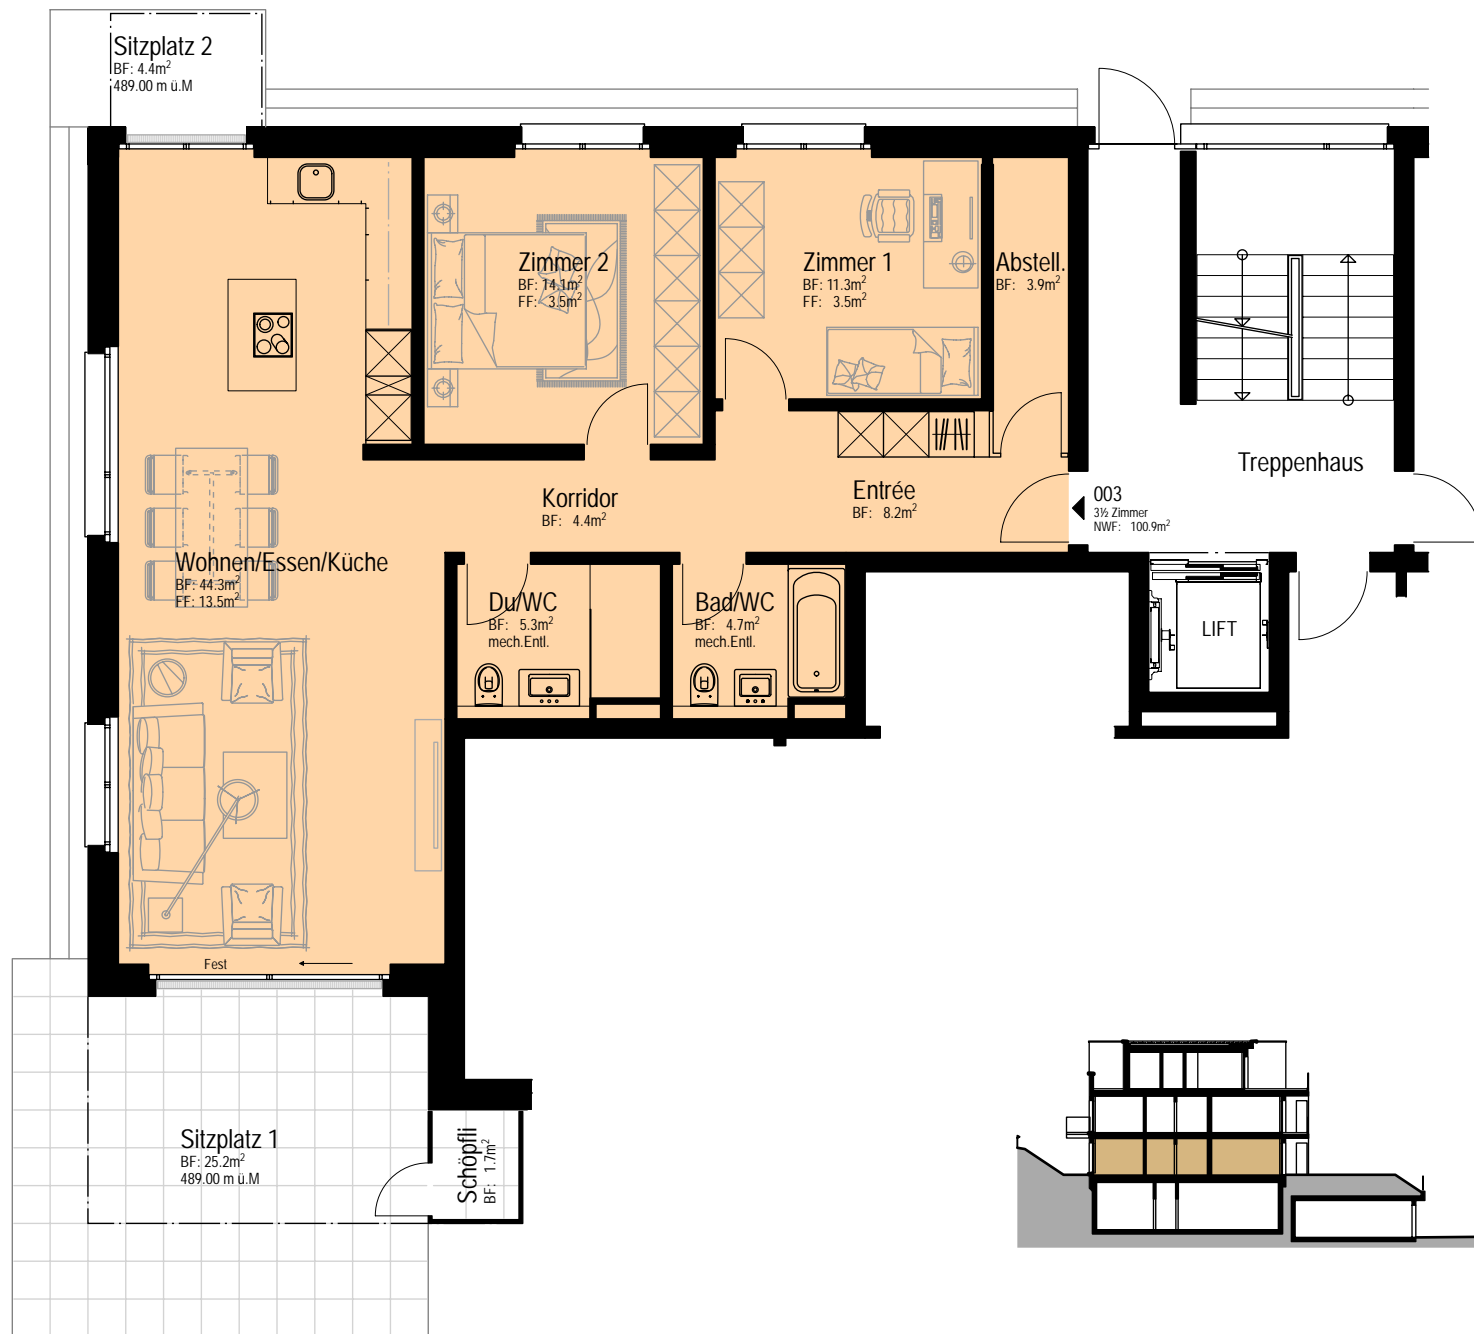 Sitzplatz 2
BF: 4.4m²
489.00 m ü.M
Zimmer 2
BF: 14.1m²
FF: 3.5m²
Zimmer 1
BF: 11.3m²
FF: 3.5m²
Abstell.
BF: 3.9m²
Treppenhaus
Korridor
BF: 4.4m²
Entrée
BF: 8.2m²
003
3½ Zimmer
NWF: 100.9m²
Wohnen/Essen/Küche
BF: 44.3m²
FF: 13.5m²
Du/WC
BF: 5.3m²
mech.Entl.
Bad/WC
BF: 4.7m²
mech.Entl.
LIFT
Fest
Sitzplatz 1
BF: 25.2m²
489.00 m ü.M
Schöpfli
BF: 1.7m²